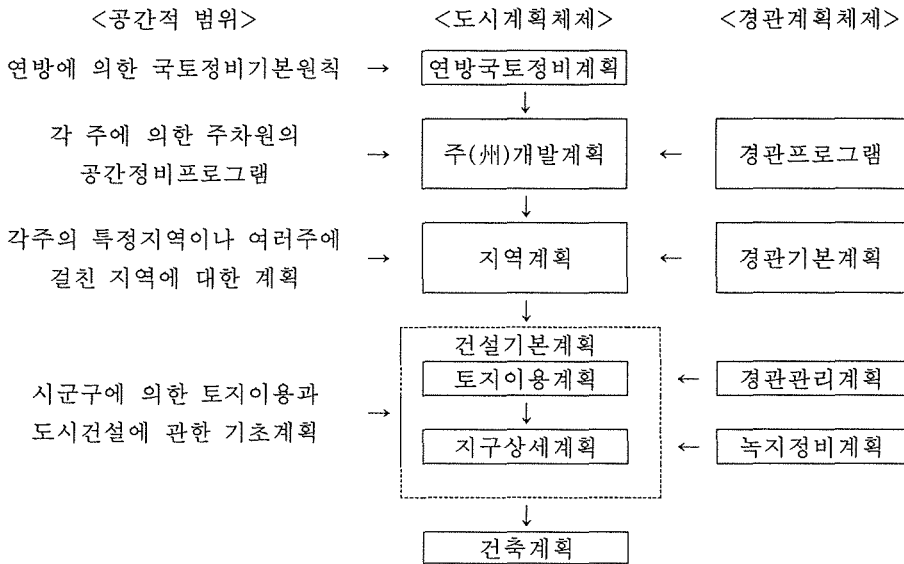 <공간적 범위> <도시계획체제> <경관계획체제>
연방에 의한 국토정비기본원칙 → 연방국토정비계획
↓
각 주에 의한 주차원의
공간정비프로그램
→ 주(州)개발계획 ← 경관프로그램
↓
각주의 특정지역이나 여러주에
걸친 지역에 대한 계획
→ 지역계획 ← 경관기본계획
↓
건설기본계획
토지이용계획 ← 경관관리계획
시군구에 의한 토지이용과
도시건설에 관한 기초계획
→ ↓
지구상세계획 ← 녹지정비계획
↓
건축계획